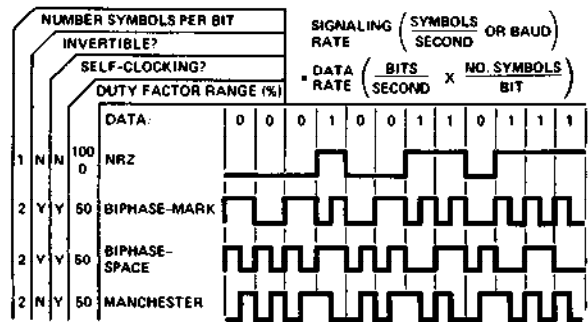 NUMBER SYMBOLS PER BIT
INVERTIBLE?
SELF-CLOCKING?
DUTY FACTOR RANGE (%)
SIGNALING RATE (SYMBOLS/SECOND OR BAUD)
= DATA RATE (BITS/SECOND X NO. SYMBOLS/BIT)
DATA: 0 0 0 1 0 0 1 1 0 1 1 1
1 N N 100 0 NRZ
2 Y Y 50 BIPHASE-MARK
2 Y Y 50 BIPHASE-SPACE
2 N Y 50 MANCHESTER